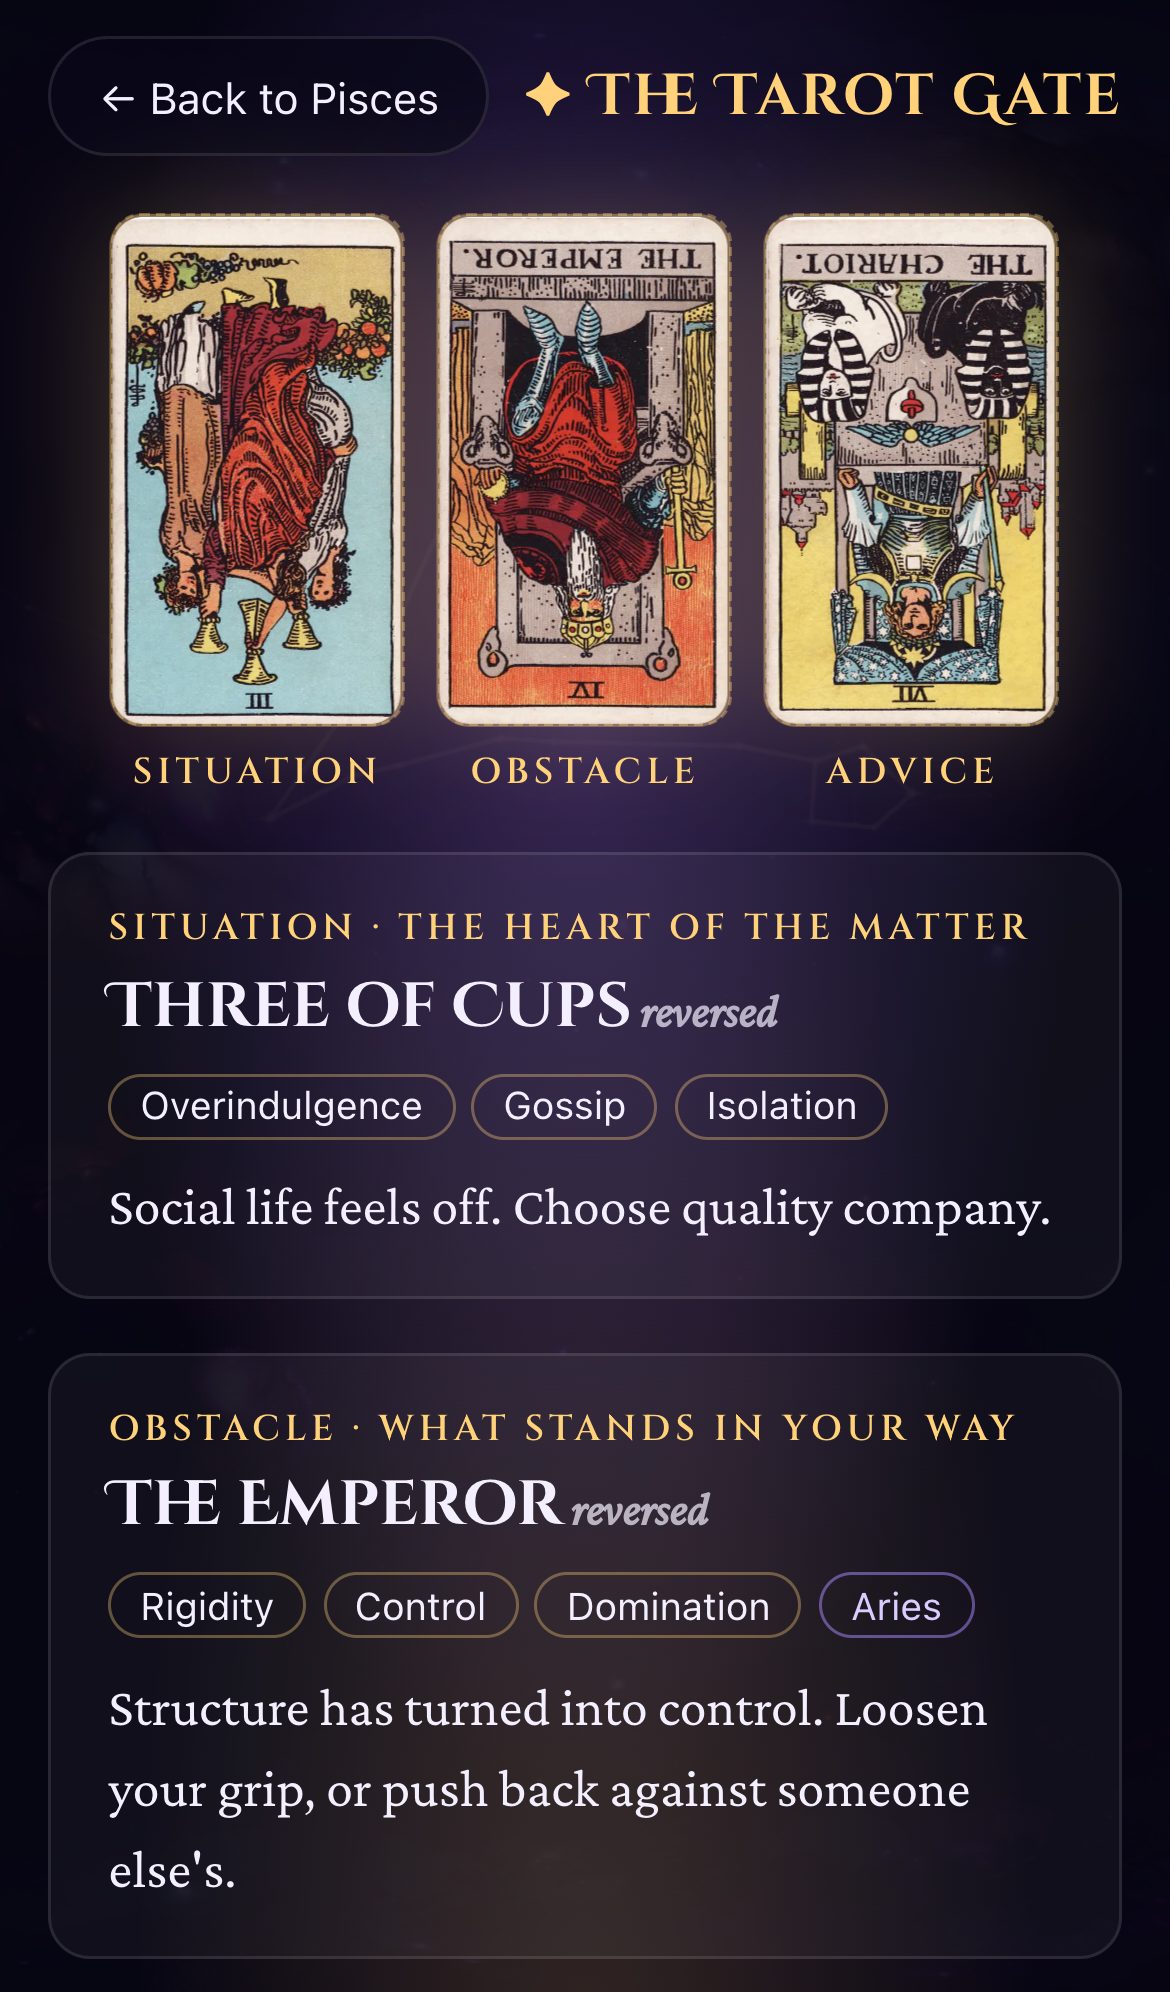 ← Back to Pisces
✦ THE TAROT GATE
III
THE EMPEROR.
IV
THE CHARIOT.
VII
SITUATION
OBSTACLE
ADVICE
SITUATION · THE HEART OF THE MATTER
THREE OF CUPS reversed
Overindulgence
Gossip
Isolation
Social life feels off. Choose quality company.
OBSTACLE · WHAT STANDS IN YOUR WAY
THE EMPEROR reversed
Rigidity
Control
Domination
Aries
Structure has turned into control. Loosen
your grip, or push back against someone
else's.